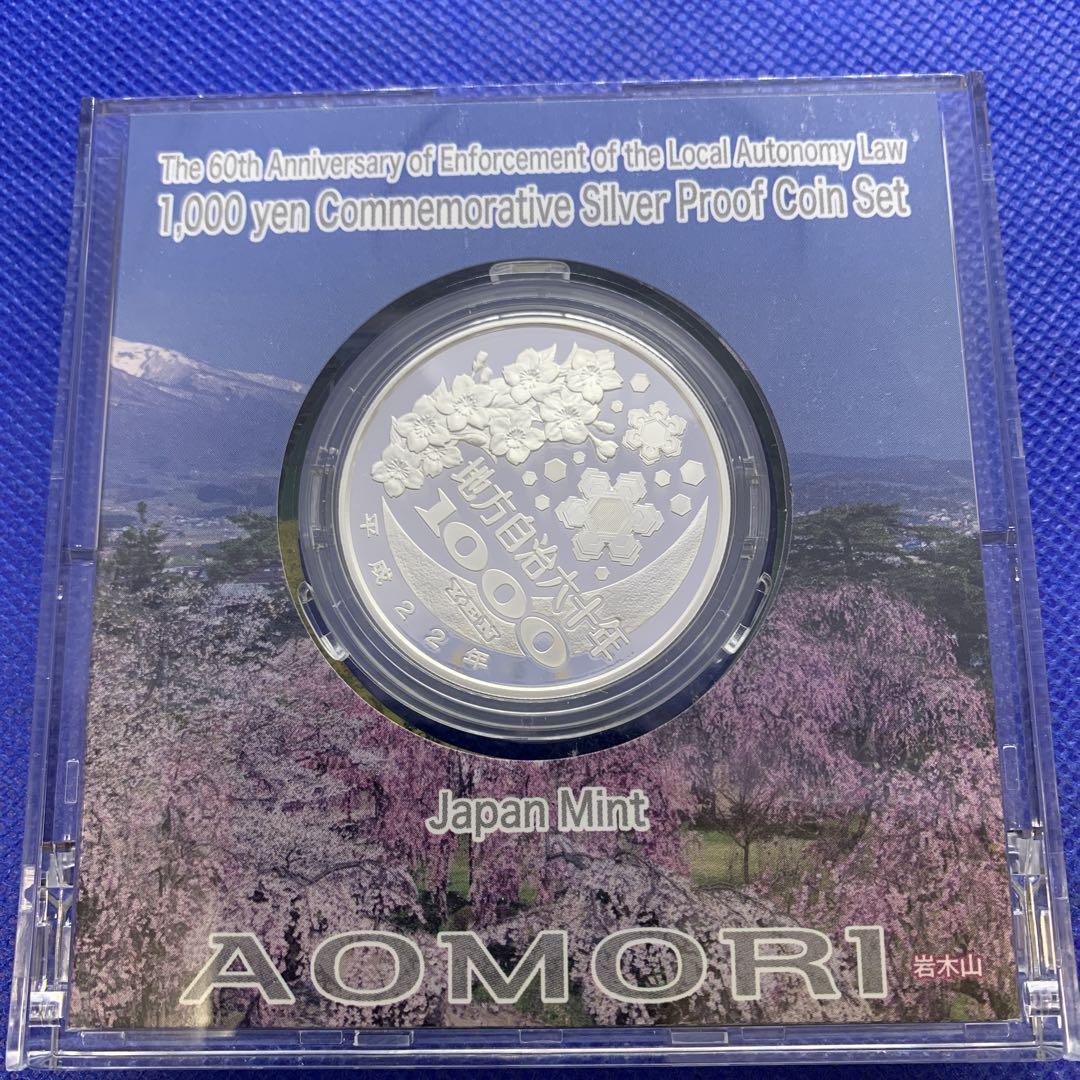 The 60th Anniversary of Enforcement of the Local Autonomy Law
1,000 yen Commemorative Silver Proof Coin Set
地方自治六十年
1000
YEN
平成22年
Japan Mint
AOMORI
岩木山